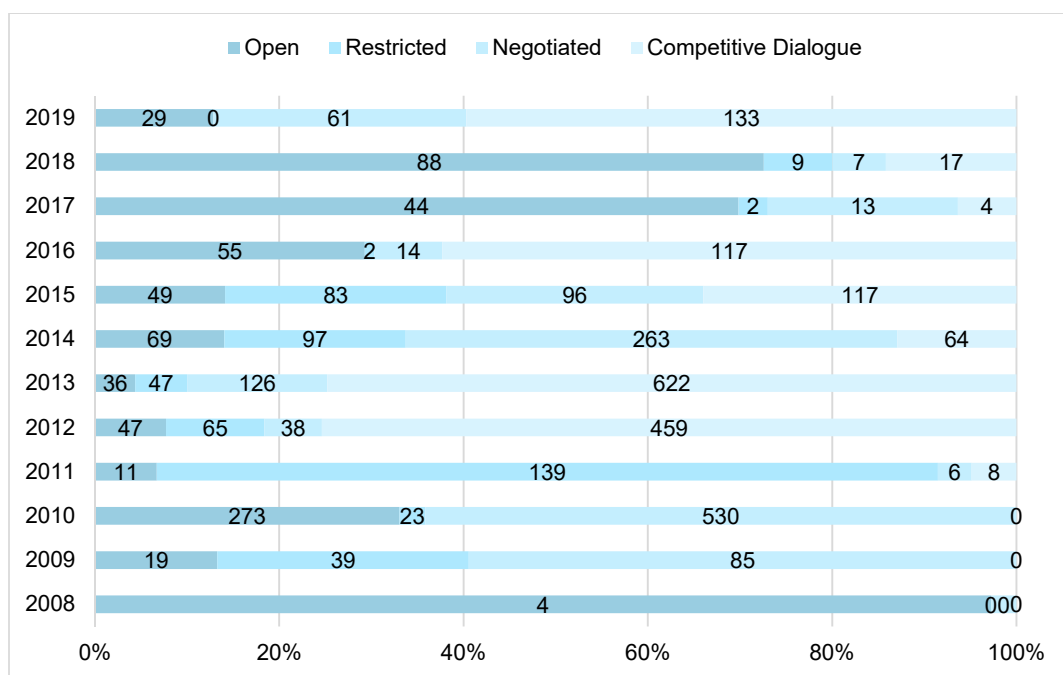 Open Restricted Negotiated Competitive Dialogue
2019 29 0 61 133
2018 88 9 7 17
2017 44 2 13 4
2016 55 2 14 117
2015 49 83 96 117
2014 69 97 263 64
2013 36 47 126 622
2012 47 65 38 459
2011 11 139 6 8
2010 273 23 530 0
2009 19 39 85 0
2008 4 000
0% 20% 40% 60% 80% 100%